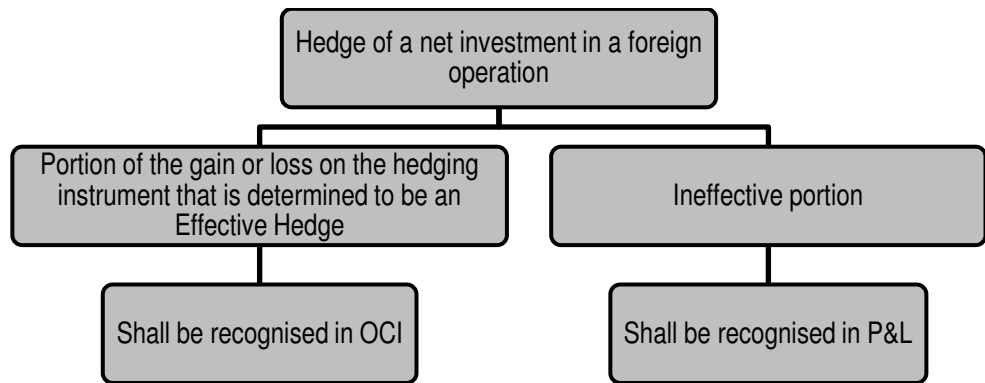 Hedge of a net investment in a foreign
operation
Portion of the gain or loss on the hedging
instrument that is determined to be an
Effective Hedge
Ineffective portion
Shall be recognised in OCI
Shall be recognised in P&L